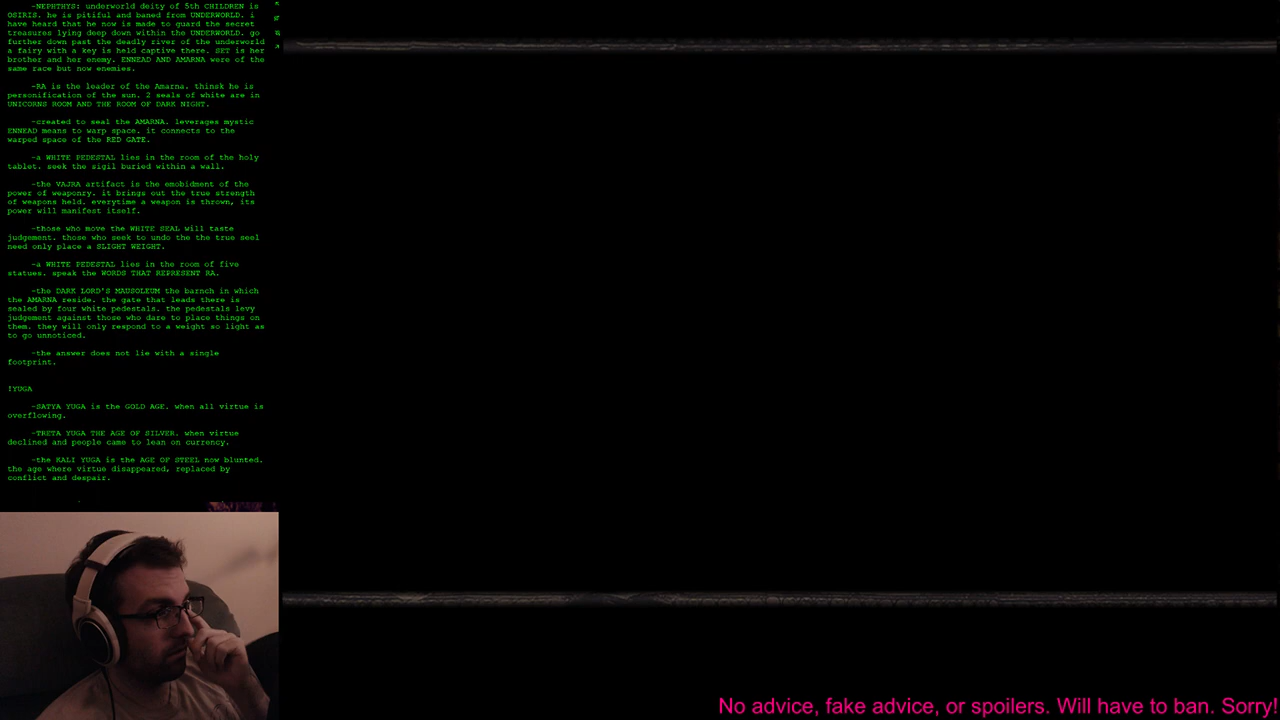 -NEPHTHYS: underworld deity of 5th CHILDREN is
OSIRIS. he is pitiful and baned from UNDERWORLD. i
have heard that he now is made to guard the secret
treasures lying deep down within the UNDERWORLD. go
further down past the deadly river of the underworld
a fairy with a key is held captive there. SET is her
brother and her enemy. ENNEAD AND AMARNA were of the
same race but now enemies.
-RA is the leader of the Amarna. thinsk he is
personification of the sun. 2 seals of white are in
UNICORNS ROOM AND THE ROOM OF DARK NIGHT.
-created to seal the AMARNA. leverages mystic
ENNEAD means to warp space. it connects to the
warped space of the RED GATE.
-a WHITE PEDESTAL lies in the room of the holy
tablet. seek the sigil buried within a wall.
-the VAJRA artifact is the emobidment of the
power of weaponry. it brings out the true strength
of weapons held. everytime a weapon is thrown, its
power will manifest itself.
-those who move the WHITE SEAL will taste
judgement. those who seek to undo the the true seel
need only place a SLIGHT WEIGHT.
-a WHITE PEDESTAL lies in the room of five
statues. speak the WORDS THAT REPRESENT RA.
-the DARK LORD'S MAUSOLEUM the barnch in which
the AMARNA reside. the gate that leads there is
sealed by four white pedestals. the pedestals levy
judgement against those who dare to place things on
them. they will only respond to a weight so light as
to go unnoticed.
-the answer does not lie with a single
footprint.
!YUGA
-SATYA YUGA is the GOLD AGE. when all virtue is
overflowing.
-TRETA YUGA THE AGE OF SILVER. when virtue
declined and people came to lean on currency.
-the KALI YUGA is the AGE OF STEEL now blunted.
the age where virtue disappeared, replaced by
conflict and despair.
No advice, fake advice, or spoilers. Will have to ban. Sorry!